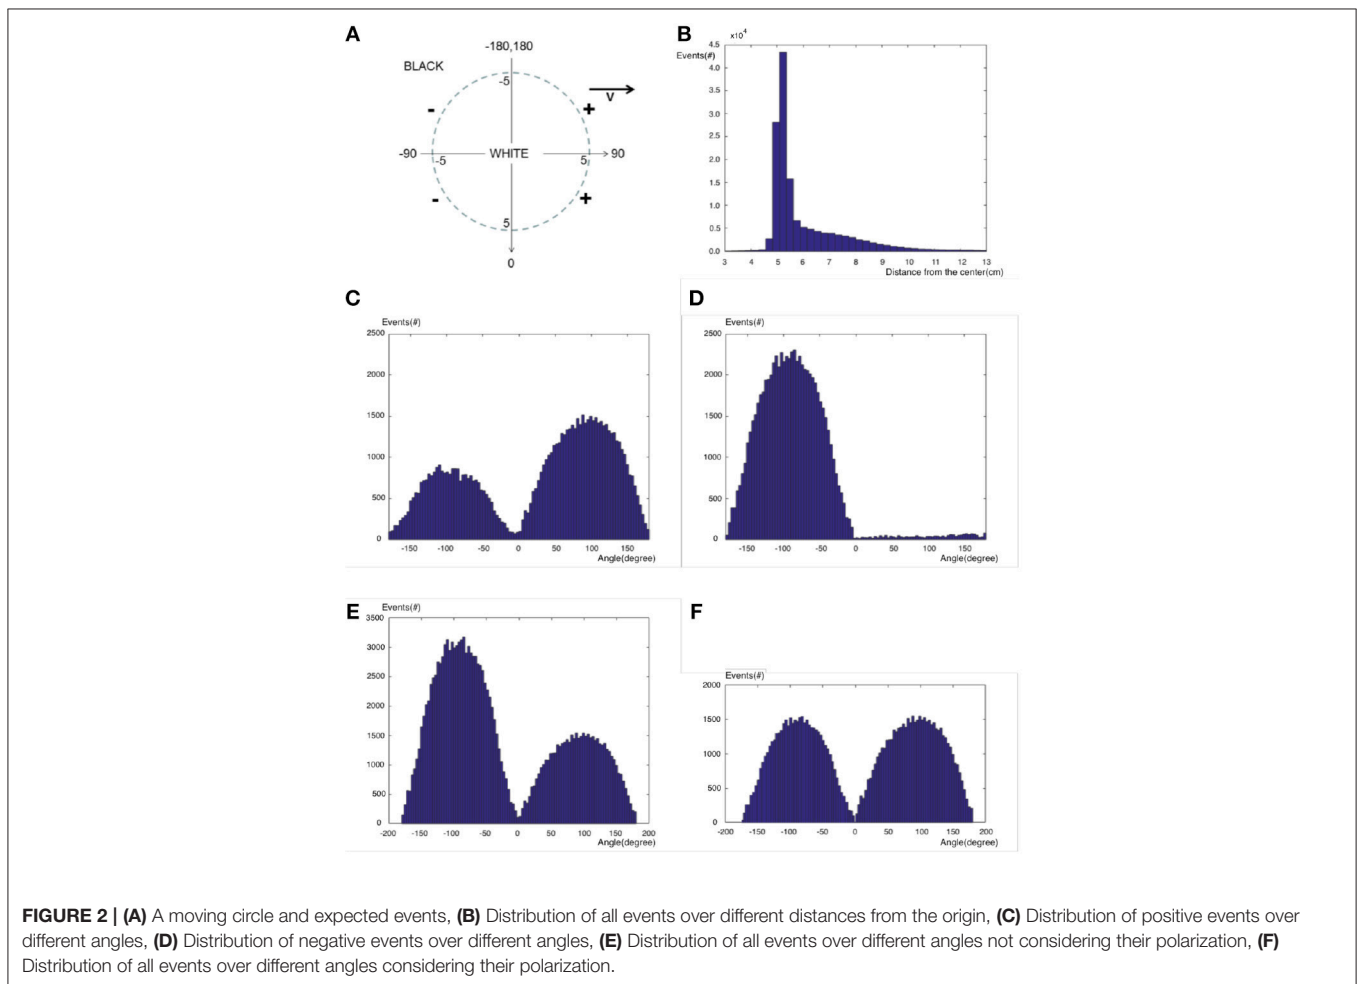 A
-180,180
BLACK
-5
V
-
+
-90
-5
WHITE
5
90
-
+
5
0
B
x10⁴
Events(#)
4.5
4.0
3.5
3.0
2.5
2.0
1.5
1.0
0.5
0.0
3 4 5 6 7 8 9 10 11 12 13
Distance from the center(cm)
C
Events(#)
2500
2000
1500
1000
500
0
-150 -100 -50 0 50 100 150
Angle(degree)
D
Events(#)
2500
2000
1500
1000
500
0
-150 -100 -50 0 50 100 150
Angle(degree)
E
Events(#)
3500
3000
2500
2000
1500
1000
500
0
-200 -150 -100 -50 0 50 100 150 200
Angle(degree)
F
Events(#)
2000
1500
1000
500
0
-200 -150 -100 -50 0 50 100 150 200
Angle(degree)
FIGURE 2 | (A) A moving circle and expected events, (B) Distribution of all events over different distances from the origin, (C) Distribution of positive events over
different angles, (D) Distribution of negative events over different angles, (E) Distribution of all events over different angles not considering their polarization, (F)
Distribution of all events over different angles considering their polarization.